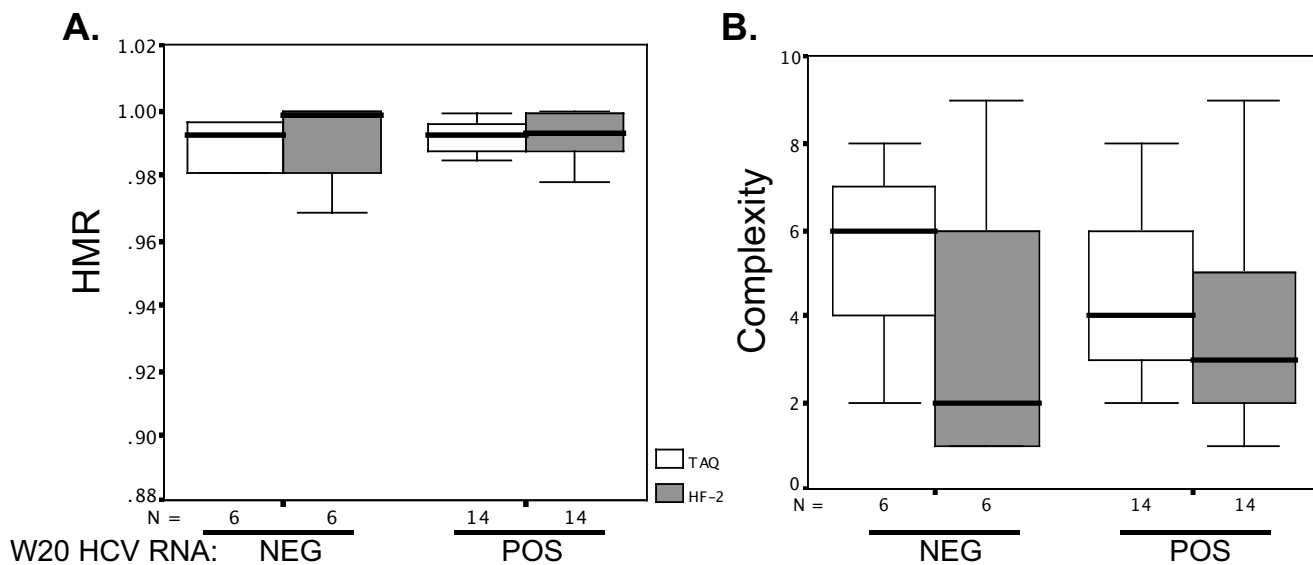 A.
1.02
1.00
.98
.96
.94
.92
.90
.88
HMR
N = 6 6 14 14
W20 HCV RNA: NEG POS
TAQ
HF-2
B.
10
8
6
4
2
0
Complexity
6 6 14 14
NEG POS